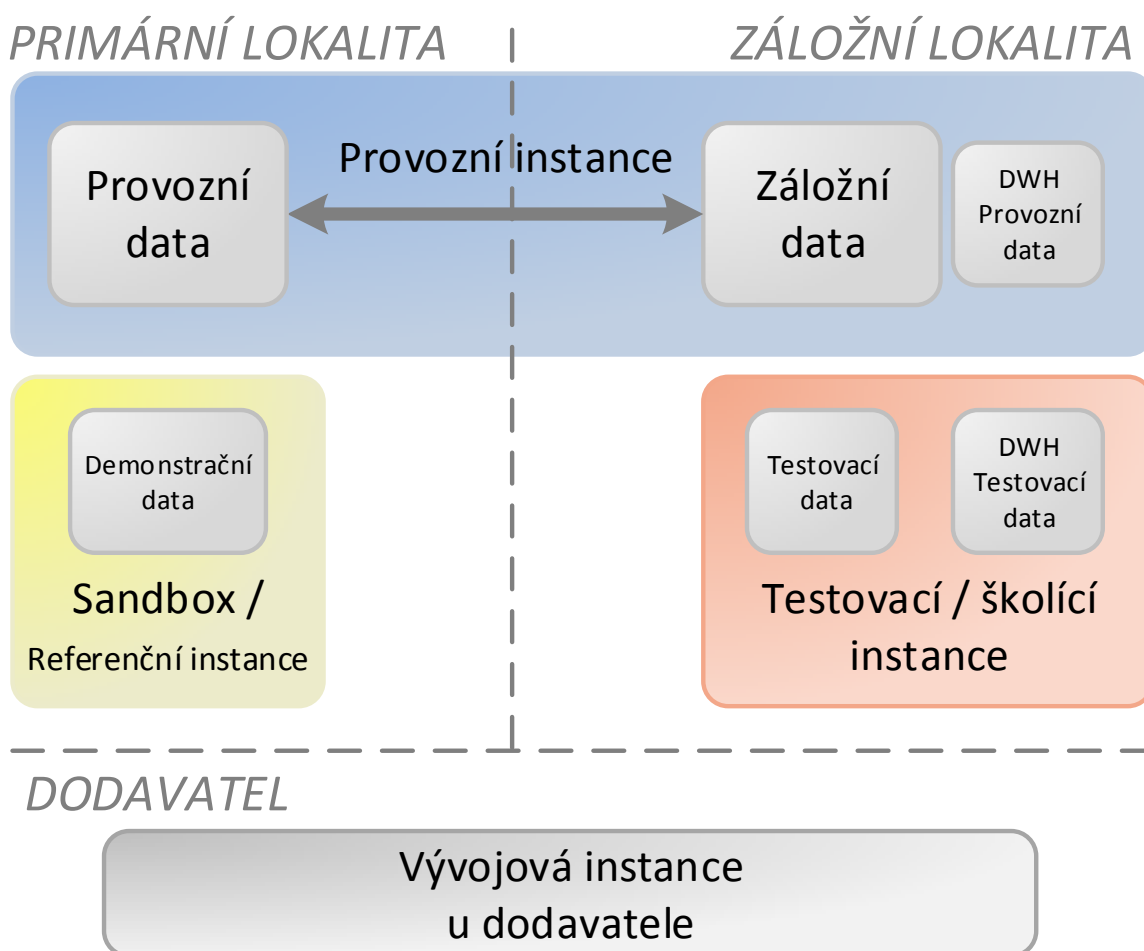 PRIMÁRNÍ LOKALITA
ZÁLOŽNÍ LOKALITA
Provozní instance
Provozní
data
Záložní
data
DWH
Provozní
data
Demonstrační
data
Sandbox /
Referenční instance
Testovací
data
DWH
Testovací
data
Testovací / školící
instance
DODAVATEL
Vývojová instance
u dodavatele